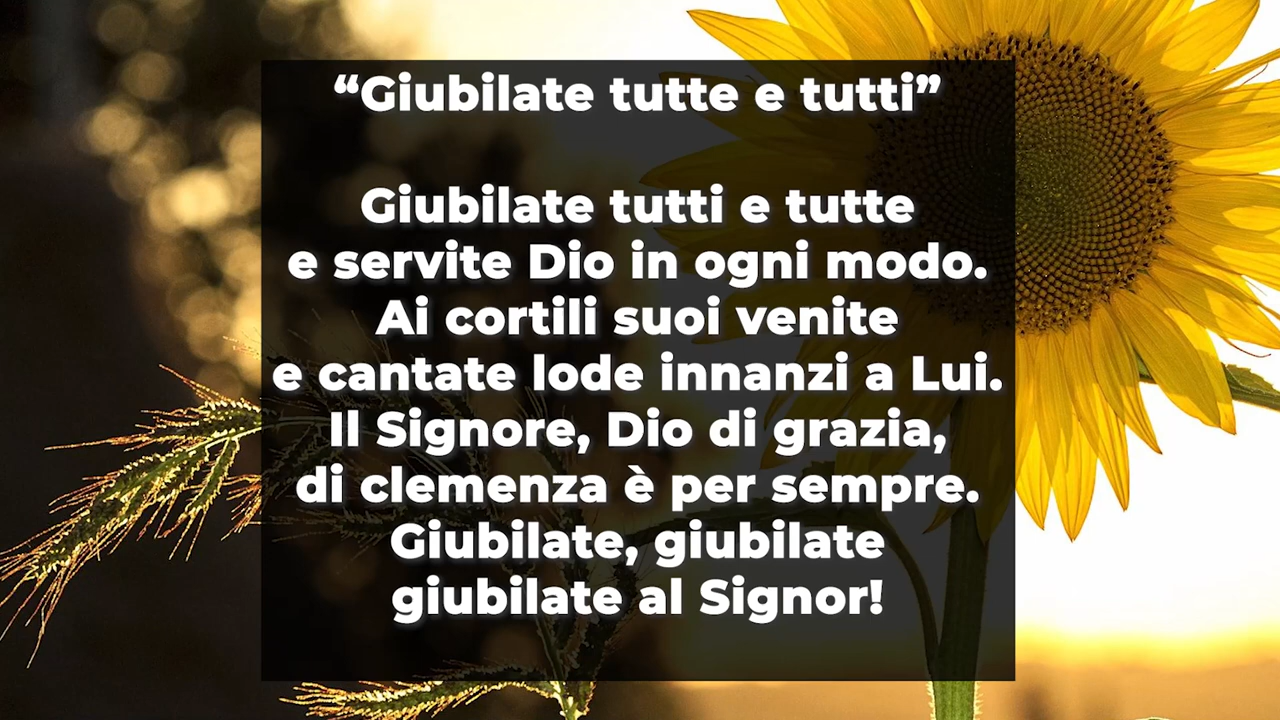 “Giubilate tutte e tutti”
Giubilate tutti e tutte
e servite Dio in ogni modo.
Ai cortili suoi venite
e cantate lode innanzi a Lui.
Il Signore, Dio di grazia,
di clemenza è per sempre.
Giubilate, giubilate
giubilate al Signor!